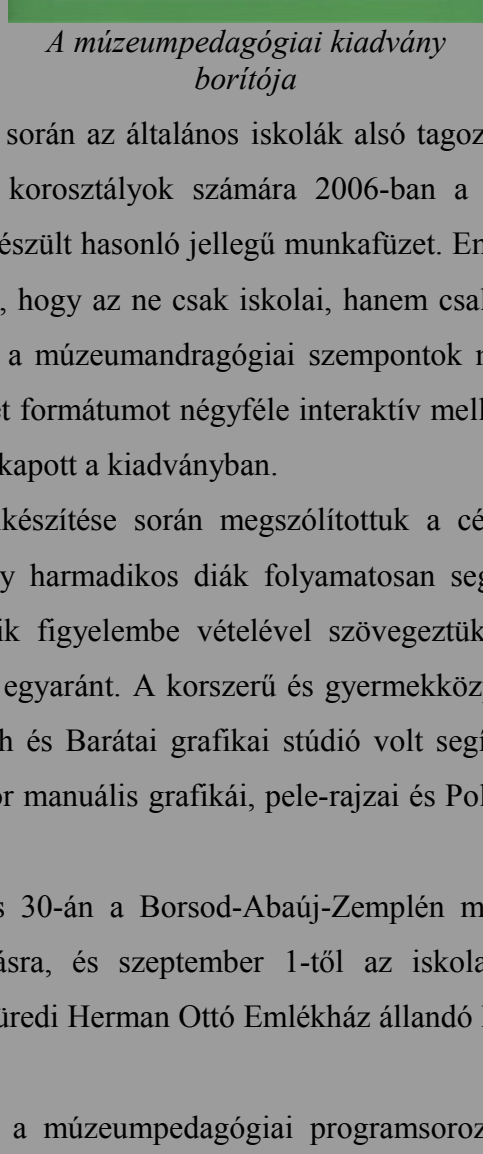 A múzeumpedagógiai kiadvány
borítója
során az általános iskolák alsó tagoz
korosztályok számára 2006-ban a
észült hasonló jellegű munkafüzet. En
, hogy az ne csak iskolai, hanem csal
a múzeumandragógiai szempontok
et formátumot négyféle interaktív mell
kapott a kiadványban.
készítése során megszólítottuk a cé
y harmadikos diák folyamatosan seg
ik figyelembe vételével szövegeztük
egyaránt. A korszerű és gyermekköz
h és Barátai grafikai stúdió volt segí
or manuális grafikái, pele-rajzai és Pol
s 30-án a Borsod-Abaúj-Zemplén m
ásra, és szeptember 1-től az iskola
üredi Herman Ottó Emlékház állandó
a múzeumpedagógiai programsoroz